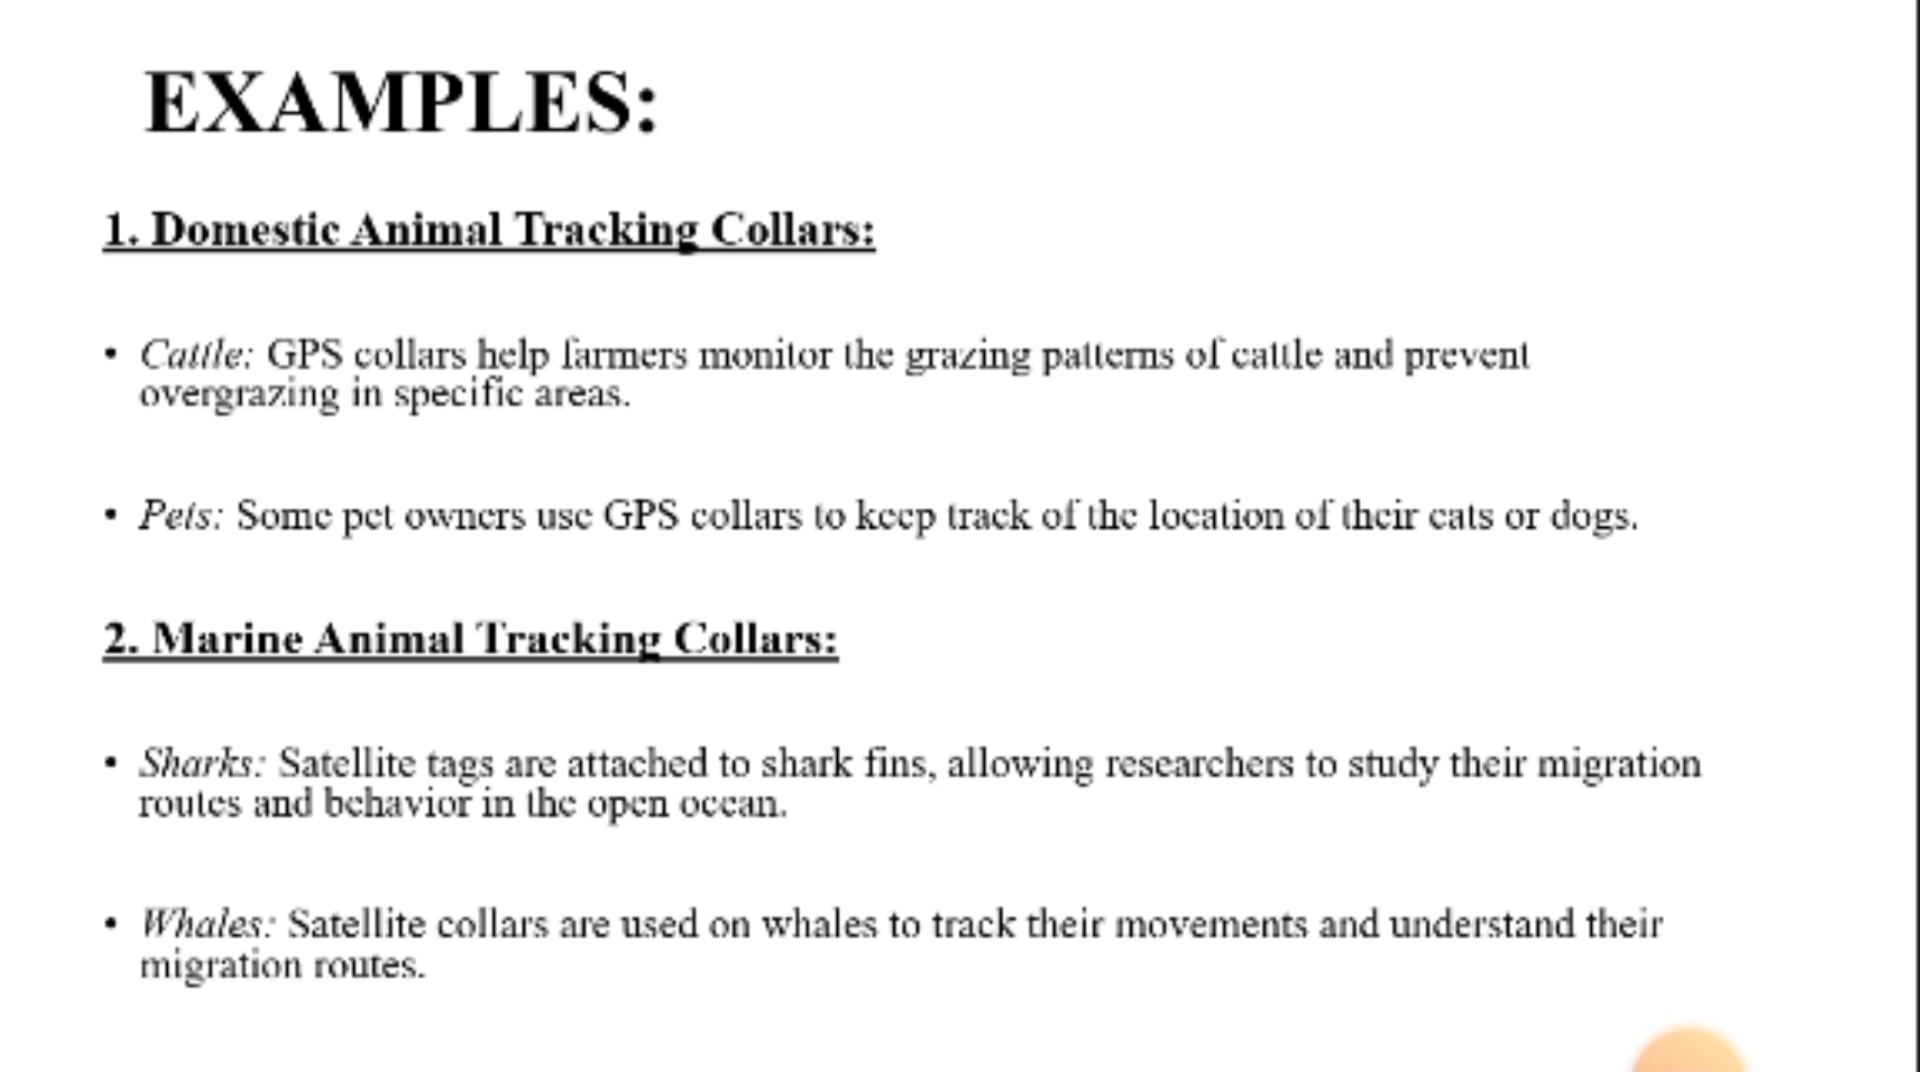 EXAMPLES:
1. Domestic Animal Tracking Collars:
• Cattle: GPS collars help farmers monitor the grazing patterns of cattle and prevent
overgrazing in specific areas.
• Pets: Some pet owners use GPS collars to keep track of the location of their cats or dogs.
2. Marine Animal Tracking Collars:
• Sharks: Satellite tags are attached to shark fins, allowing researchers to study their migration
routes and behavior in the open ocean.
• Whales: Satellite collars are used on whales to track their movements and understand their
migration routes.